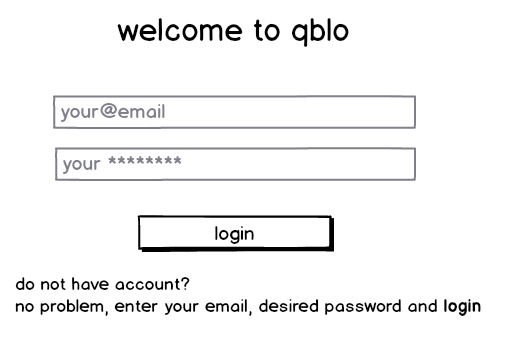 welcome to qblo
your@email
your ********
login
do not have account?
no problem, enter your email, desired password and login